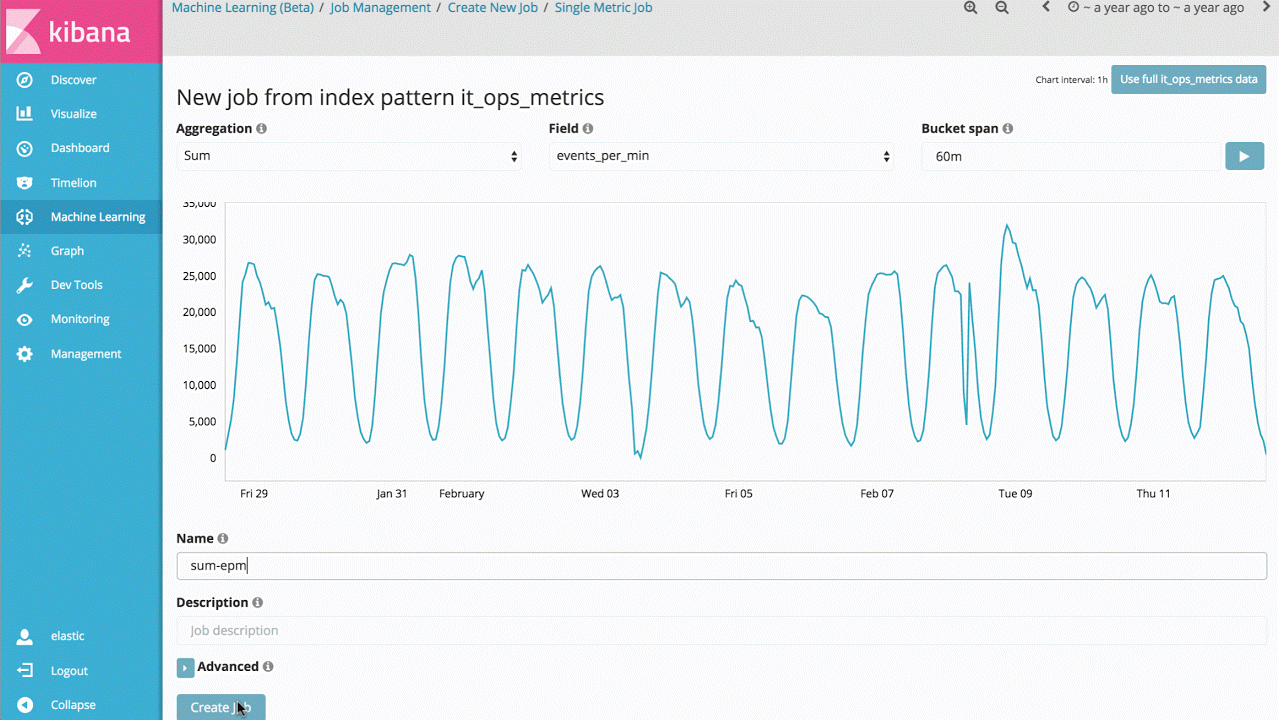 Machine Learning (Beta) / Job Management / Create New Job / Single Metric Job
~ a year ago to ~ a year ago
kibana
Discover
Visualize
Dashboard
Timelion
Machine Learning
Graph
Dev Tools
Monitoring
Management
elastic
Logout
Collapse
Chart interval: 1h
Use full it_ops_metrics data
New job from index pattern it_ops_metrics
Aggregation
Field
Bucket span
Sum
events_per_min
60m
35,000
30,000
25,000
20,000
15,000
10,000
5,000
0
Fri 29
Jan 31
February
Wed 03
Fri 05
Feb 07
Tue 09
Thu 11
Name
sum-epm
Description
Job description
Advanced
Create Job